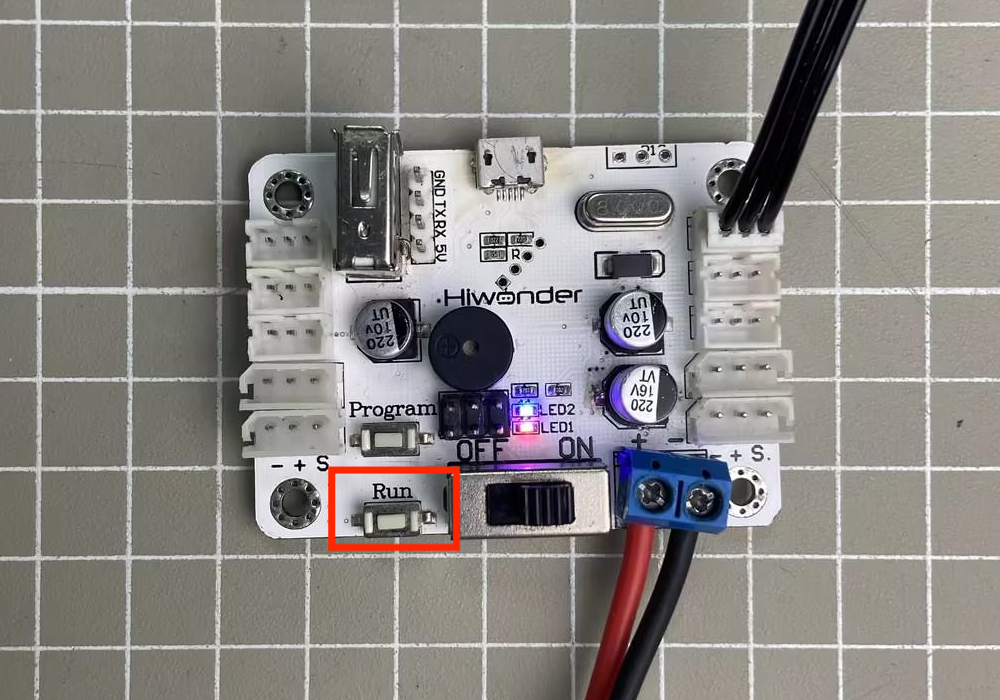 GND TX RX 5V
R
Hiwonder
220
10V
UT
220
10V
UT
220
16V
VT
Program
LED2
LED1
OFF ON
+ -
- + S.
- + S.
Run